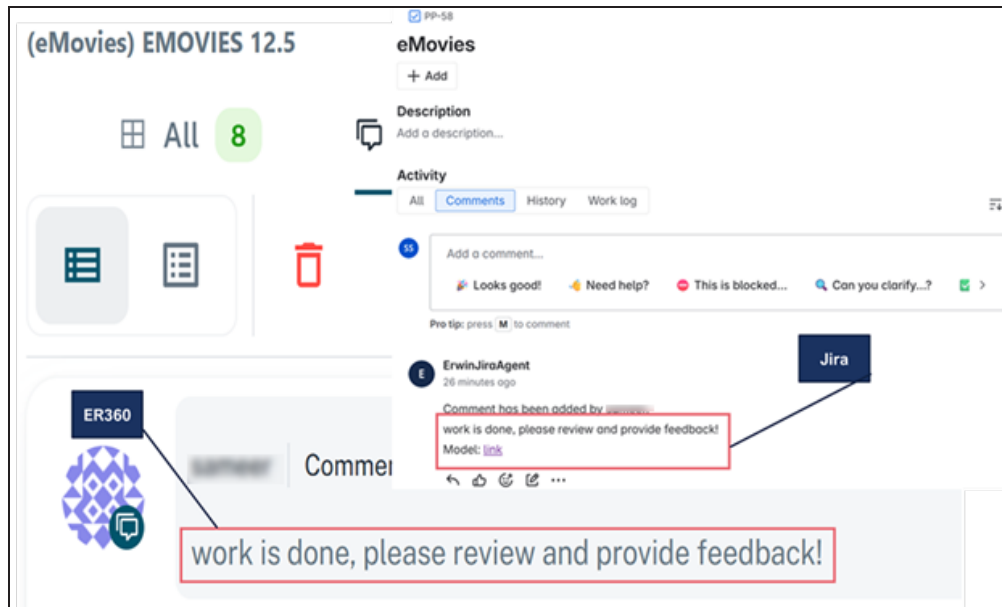 (eMovies) EMOVIES 12.5
All 8
PP-58
eMovies
+ Add
Description
Add a description...
Activity
All Comments History Work log
SS
Add a comment...
Looks good! Need help? This is blocked... Can you clarify...?
Pro tip: press M to comment
Jira
E
ErwinJiraAgent
26 minutes ago
Comment has been added by
work is done, please review and provide feedback!
Model: link
ER360
Comme
work is done, please review and provide feedback!